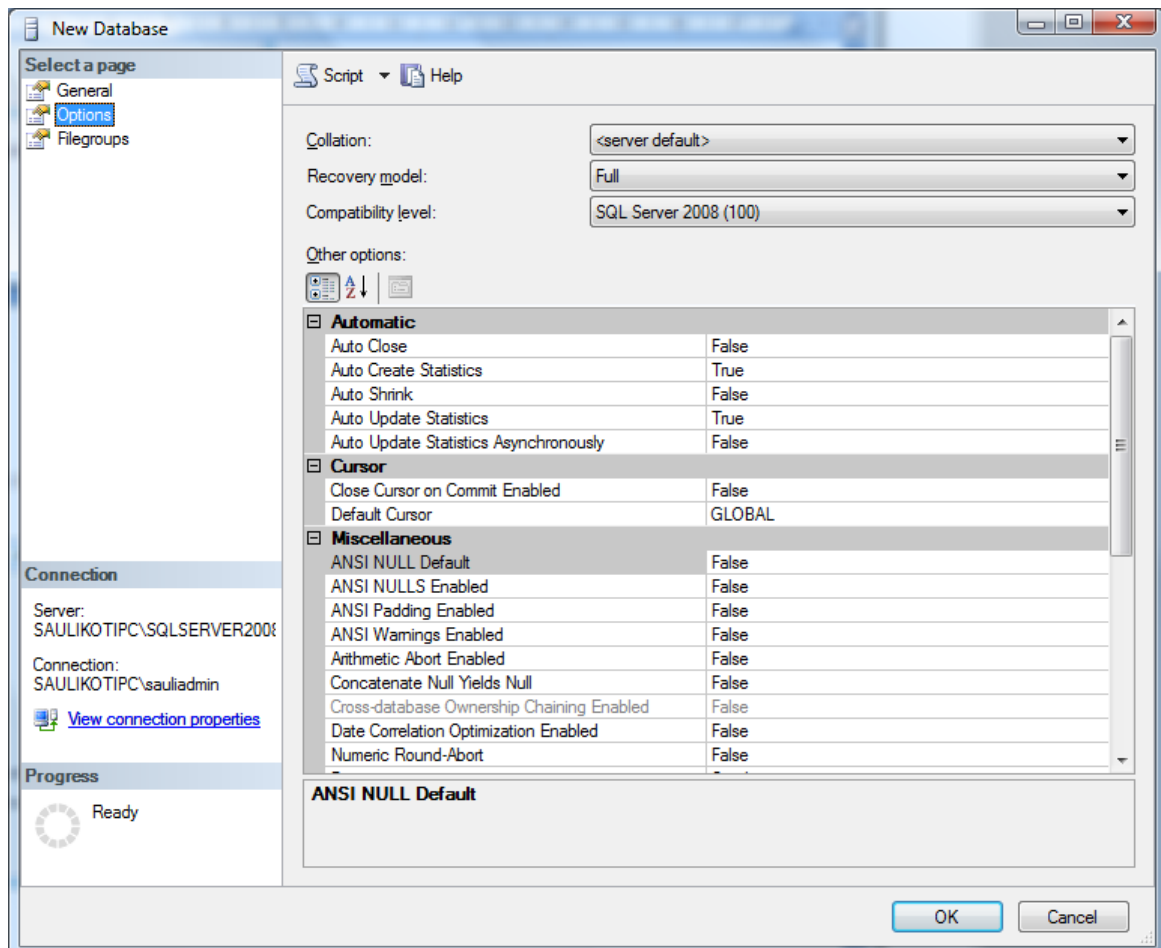 New Database
Select a page
General
Options
Filegroups
Script Help
Collation: <server default>
Recovery model: Full
Compatibility level: SQL Server 2008 (100)
Other options:
Automatic
Auto Close False
Auto Create Statistics True
Auto Shrink False
Auto Update Statistics True
Auto Update Statistics Asynchronously False
Cursor
Close Cursor on Commit Enabled False
Default Cursor GLOBAL
Miscellaneous
ANSI NULL Default False
ANSI NULLS Enabled False
ANSI Padding Enabled False
ANSI Warnings Enabled False
Arithmetic Abort Enabled False
Concatenate Null Yields Null False
Cross-database Ownership Chaining Enabled False
Date Correlation Optimization Enabled False
Numeric Round-Abort False
ANSI NULL Default
Connection
Server:
SAULIKOTIPC\SQLSERVER2008
Connection:
SAULIKOTIPC\sauliadmin
View connection properties
Progress
Ready
OK Cancel